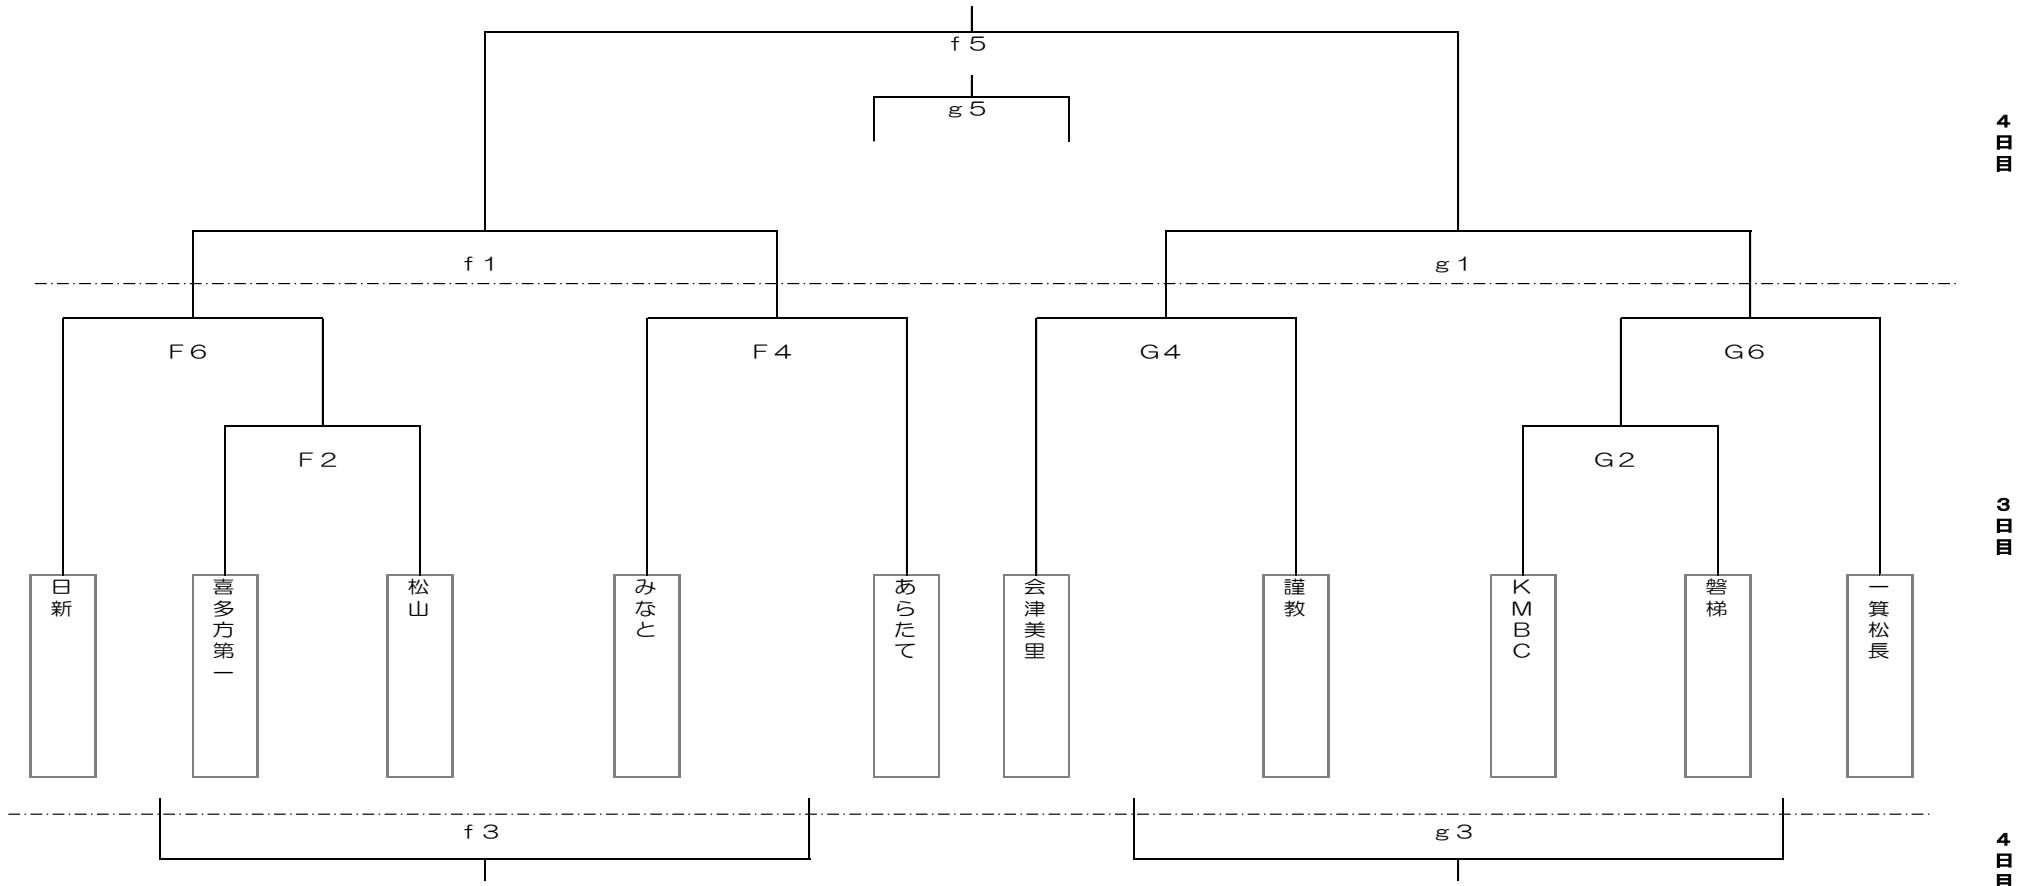 ｆ５
ｇ５
４日目
ｆ１
ｇ１
Ｆ６
Ｆ４
Ｇ４
Ｇ６
Ｆ２
Ｇ２
３日目
日新
喜多方第一
松山
みなと
あらたて
会津美里
謹教
ＫＭＢＣ
磐梯
一箕松長
ｆ３
ｇ３
４日目